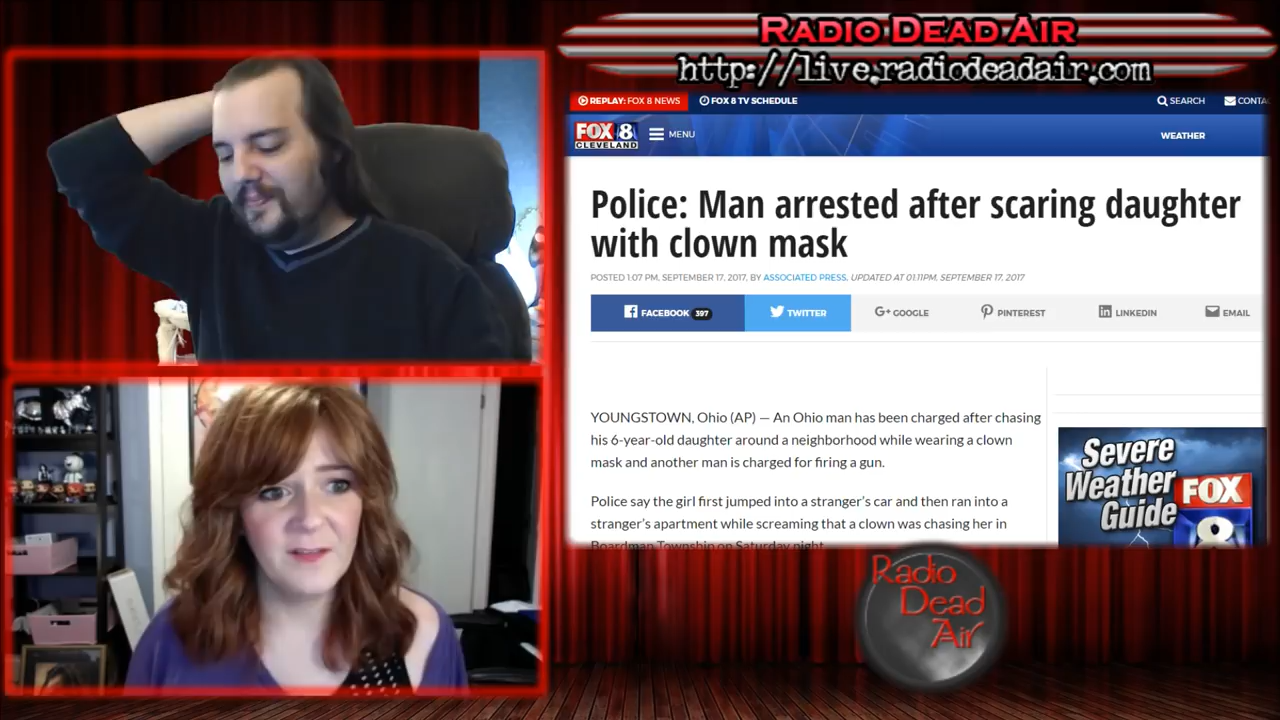 RADIO DEAD AIR
http://live.radiodeadair.com
REPLAY: FOX 8 NEWS FOX 8 TV SCHEDULE SEARCH CONTA
FOX 8 CLEVELAND MENU WEATHER
Police: Man arrested after scaring daughter
with clown mask
POSTED 1:07 PM, SEPTEMBER 17, 2017, BY ASSOCIATED PRESS, UPDATED AT 01:11PM, SEPTEMBER 17, 2017
FACEBOOK 397 TWITTER G+ GOOGLE PINTEREST LINKEDIN EMAIL
YOUNGSTOWN, Ohio (AP) — An Ohio man has been charged after chasing
his 6-year-old daughter around a neighborhood while wearing a clown
mask and another man is charged for firing a gun.
Police say the girl first jumped into a stranger's car and then ran into a
stranger's apartment while screaming that a clown was chasing her in
Boardman Township on Saturday night
Severe
Weather
Guide
FOX
8
Radio
Dead
Air